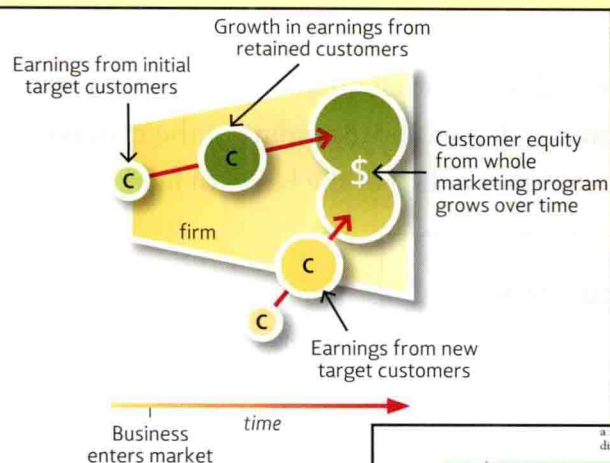 Growth in earnings from
retained customers
Earnings from initial
target customers
C
C
$
Customer equity
from whole
marketing program
grows over time
firm
C
C
Earnings from new
target customers
time
Business
enters market
a
di